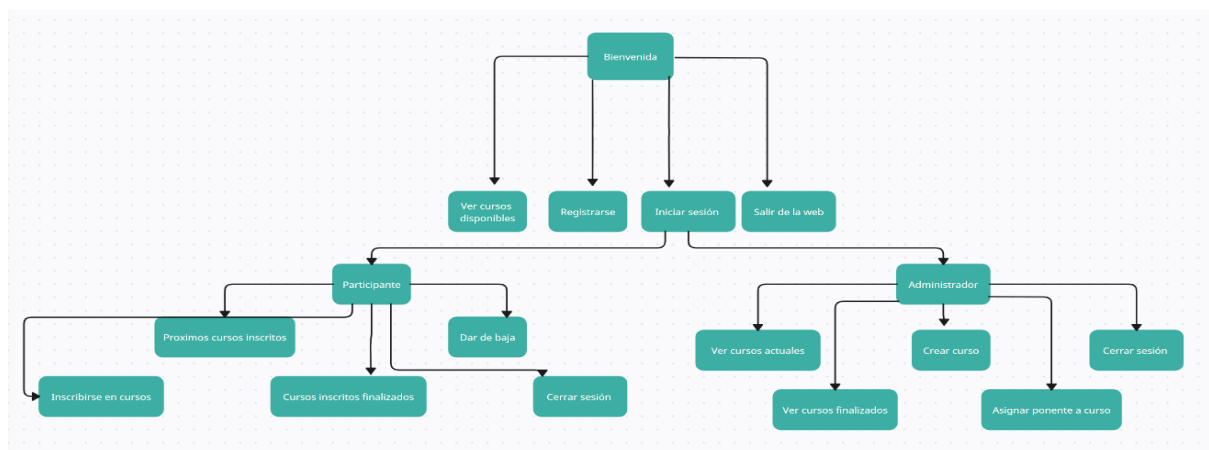 Bienvenida
Ver cursos
disponibles
Registrarse
Iniciar sesión
Salir de la web
Participante
Administrador
Proximos cursos inscritos
Dar de baja
Ver cursos actuales
Crear curso
Cerrar sesión
Inscribirse en cursos
Cursos inscritos finalizados
Cerrar sesión
Ver cursos finalizados
Asignar ponente a curso